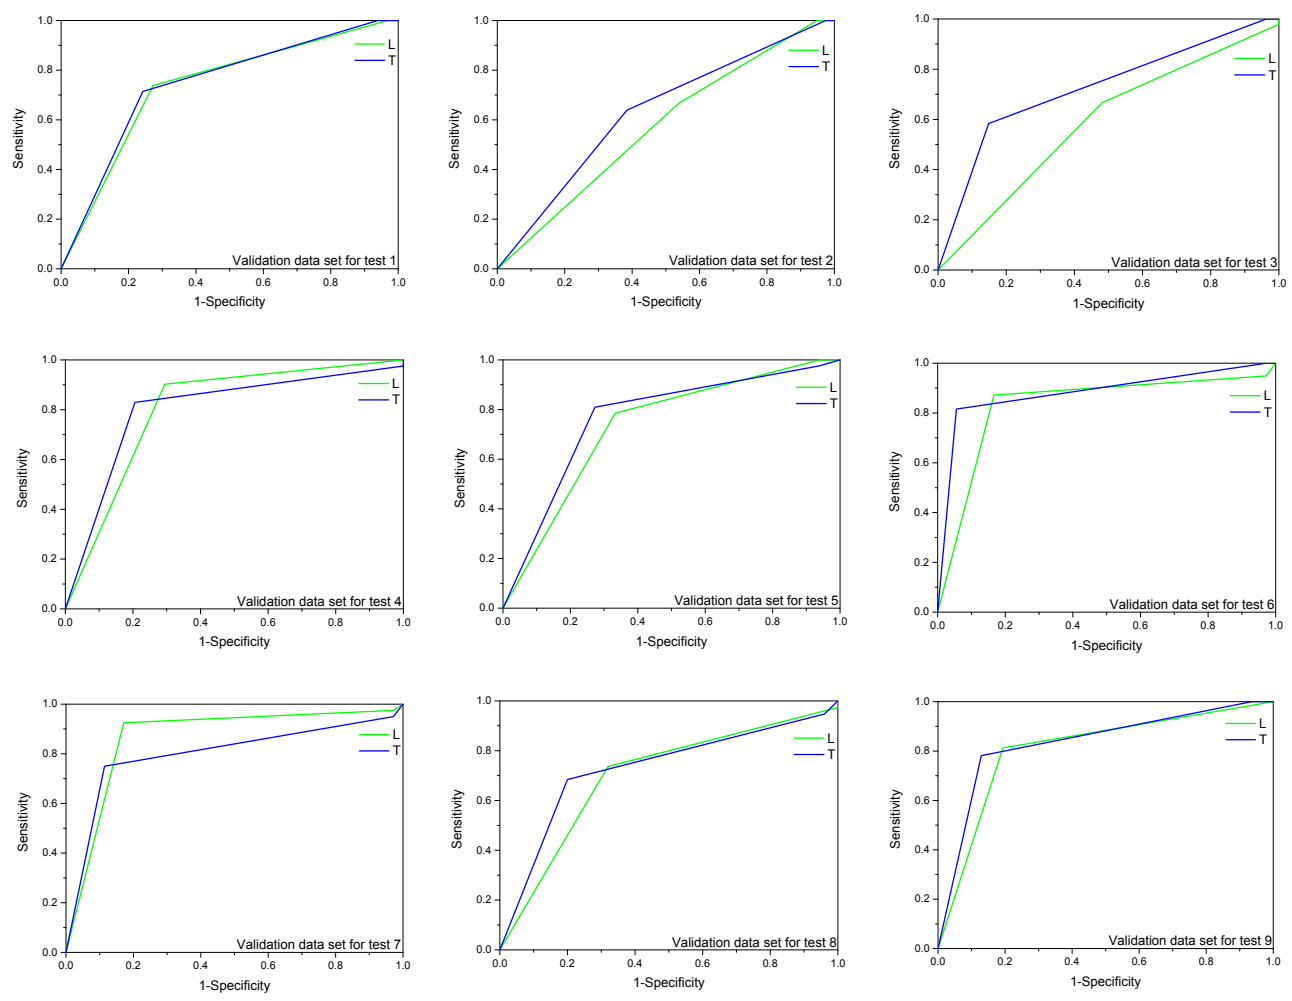 1.0
0.8
0.6
0.4
0.2
0.0
Sensitivity
L
T
Validation data set for test 1
0.0 0.2 0.4 0.6 0.8 1.0
1-Specificity
1.0
0.8
0.6
0.4
0.2
0.0
Sensitivity
L
T
Validation data set for test 2
0.0 0.2 0.4 0.6 0.8 1.0
1-Specificity
1.0
0.8
0.6
0.4
0.2
0.0
Sensitivity
L
T
Validation data set for test 3
0.0 0.2 0.4 0.6 0.8 1.0
1-Specificity
1.0
0.8
0.6
0.4
0.2
0.0
Sensitivity
L
T
Validation data set for test 4
0.0 0.2 0.4 0.6 0.8 1.0
1-Specificity
1.0
0.8
0.6
0.4
0.2
0.0
Sensitivity
L
T
Validation data set for test 5
0.0 0.2 0.4 0.6 0.8 1.0
1-Specificity
1.0
0.8
0.6
0.4
0.2
0.0
Sensitivity
L
T
Validation data set for test 6
0.0 0.2 0.4 0.6 0.8 1.0
1-Specificity
1.0
0.8
0.6
0.4
0.2
0.0
Sensitivity
L
T
Validation data set for test 7
0.0 0.2 0.4 0.6 0.8 1.0
1-Specificity
1.0
0.8
0.6
0.4
0.2
0.0
Sensitivity
L
T
Validation data set for test 8
0.0 0.2 0.4 0.6 0.8 1.0
1-Specificity
1.0
0.8
0.6
0.4
0.2
0.0
Sensitivity
L
T
Validation data set for test 9
0.0 0.2 0.4 0.6 0.8 1.0
1-Specificity